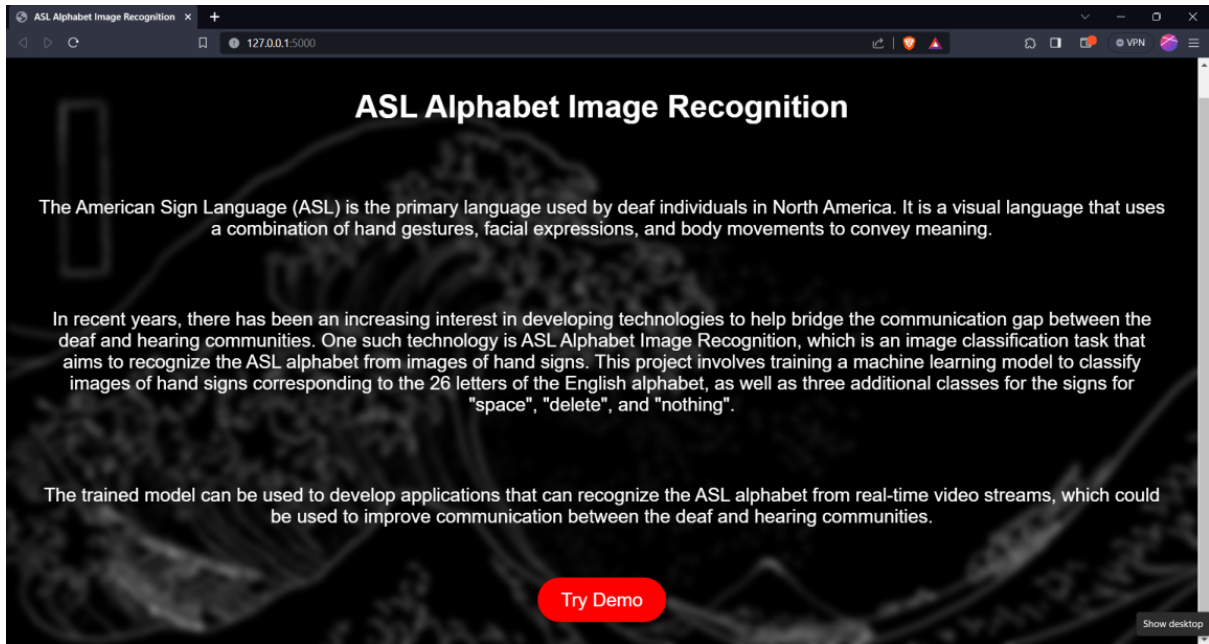 ASL Alphabet Image Recognition
127.0.0.1:5000
VPN
ASL Alphabet Image Recognition
The American Sign Language (ASL) is the primary language used by deaf individuals in North America. It is a visual language that uses
a combination of hand gestures, facial expressions, and body movements to convey meaning.
In recent years, there has been an increasing interest in developing technologies to help bridge the communication gap between the
deaf and hearing communities. One such technology is ASL Alphabet Image Recognition, which is an image classification task that
aims to recognize the ASL alphabet from images of hand signs. This project involves training a machine learning model to classify
images of hand signs corresponding to the 26 letters of the English alphabet, as well as three additional classes for the signs for
"space", "delete", and "nothing".
The trained model can be used to develop applications that can recognize the ASL alphabet from real-time video streams, which could
be used to improve communication between the deaf and hearing communities.
Try Demo
Show desktop